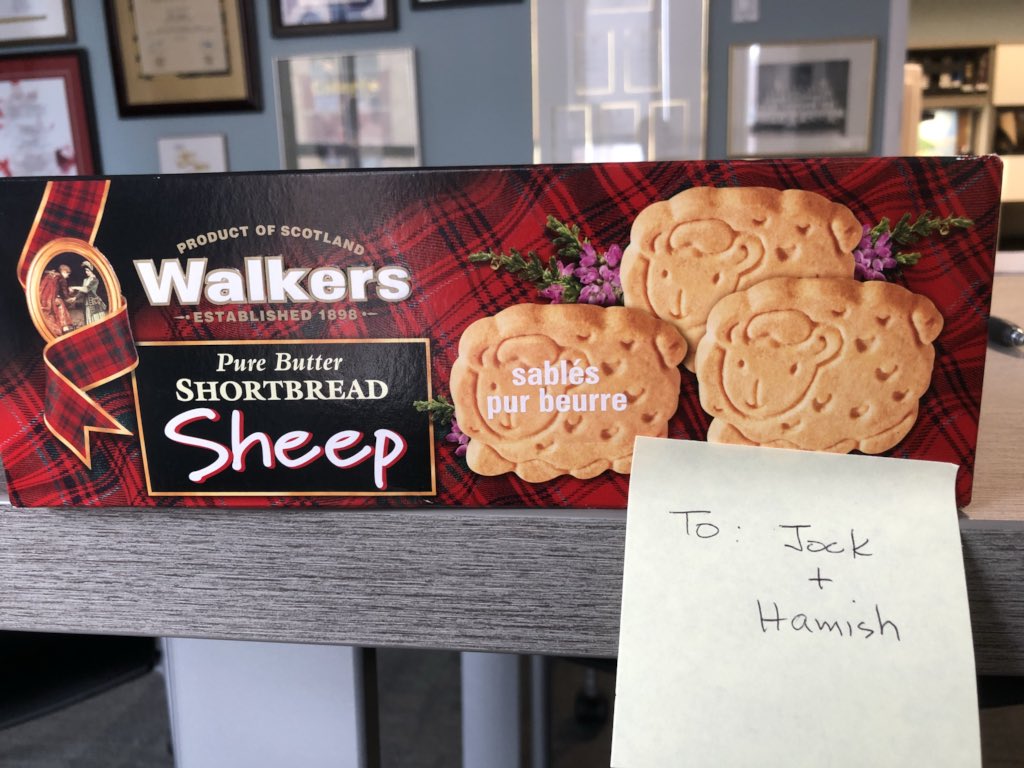 PRODUCT OF SCOTLAND
Walkers
ESTABLISHED 1898
Pure Butter
SHORTBREAD
Sheep
sablés
pur beurre
To: Jock
+
Hamish